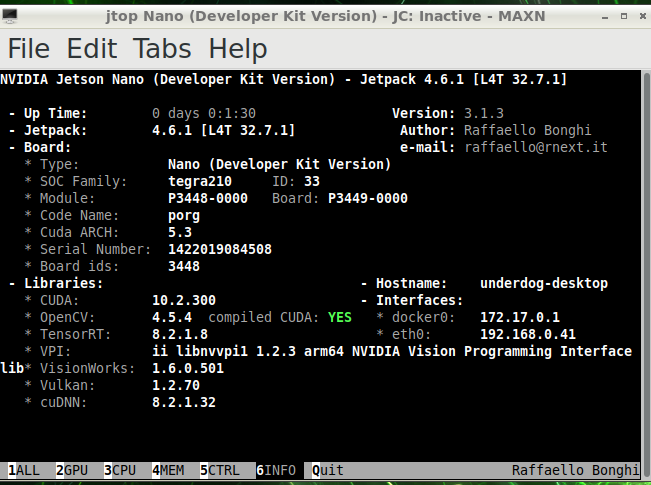 jtop Nano (Developer Kit Version) - JC: Inactive - MAXN
File Edit Tabs Help
NVIDIA Jetson Nano (Developer Kit Version) - Jetpack 4.6.1 [L4T 32.7.1]
- Up Time: 0 days 0:1:30 Version: 3.1.3
- Jetpack: 4.6.1 [L4T 32.7.1] Author: Raffaello Bonghi
- Board: e-mail: raffaello@rnext.it
* Type: Nano (Developer Kit Version)
* SOC Family: tegra210 ID: 33
* Module: P3448-0000 Board: P3449-0000
* Code Name: porg
* Cuda ARCH: 5.3
* Serial Number: 1422019084508
* Board ids: 3448
- Libraries: - Hostname: underdog-desktop
* CUDA: 10.2.300 - Interfaces:
* OpenCV: 4.5.4 compiled CUDA: YES * docker0: 172.17.0.1
* TensorRT: 8.2.1.8 * eth0: 192.168.0.41
* VPI: ii libnvvpi1 1.2.3 arm64 NVIDIA Vision Programming Interface
lib* VisionWorks: 1.6.0.501
* Vulkan: 1.2.70
* cuDNN: 8.2.1.32
1ALL 2GPU 3CPU 4MEM 5CTRL 6INFO Quit Raffaello Bonghi